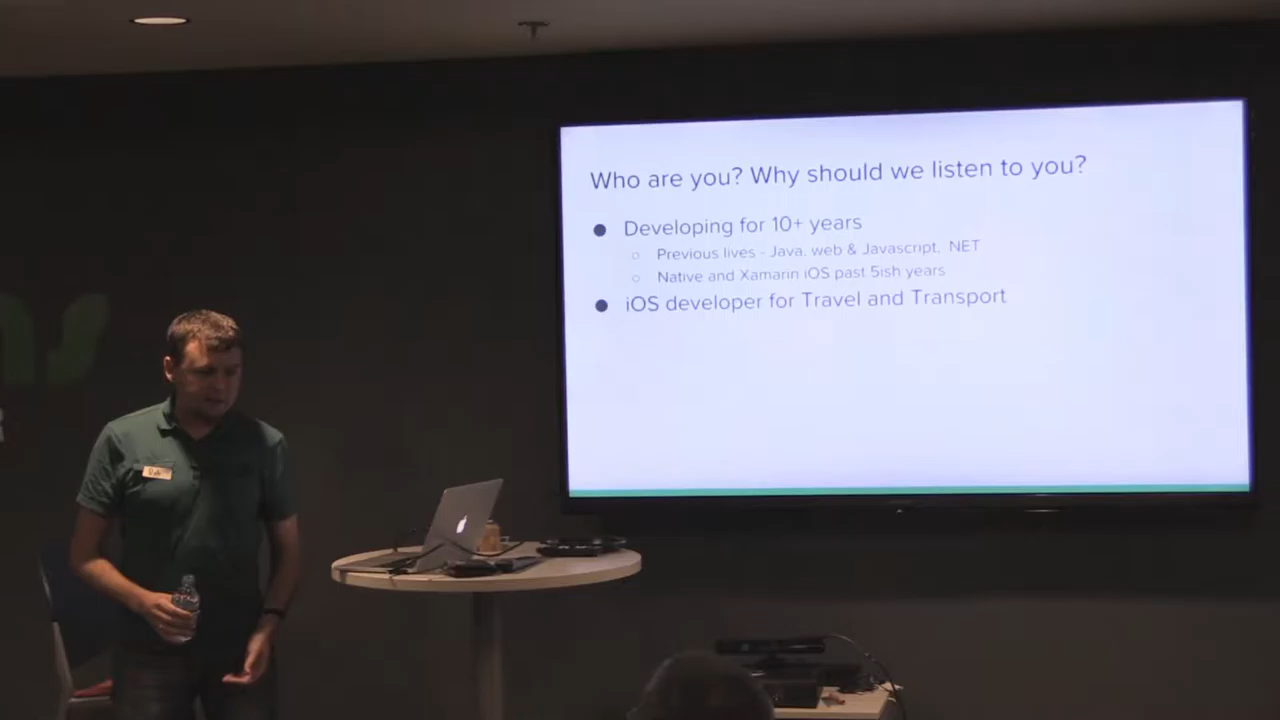 Who are you? Why should we listen to you?
Developing for 10+ years
Previous lives - Java, web & Javascript, .NET
Native and Xamarin iOS past 5ish years
iOS developer for Travel and Transport